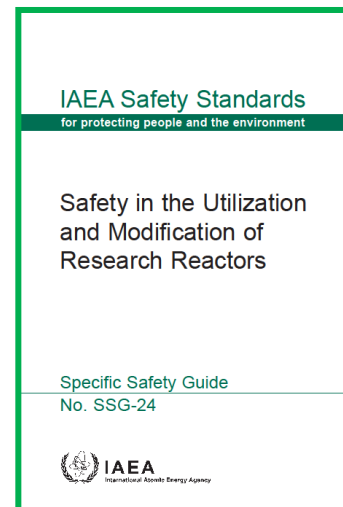 IAEA Safety Standards
for protecting people and the environment
Safety in the Utilization
and Modification of
Research Reactors
Specific Safety Guide
No. SSG-24
IAEA
International Atomic Energy Agency